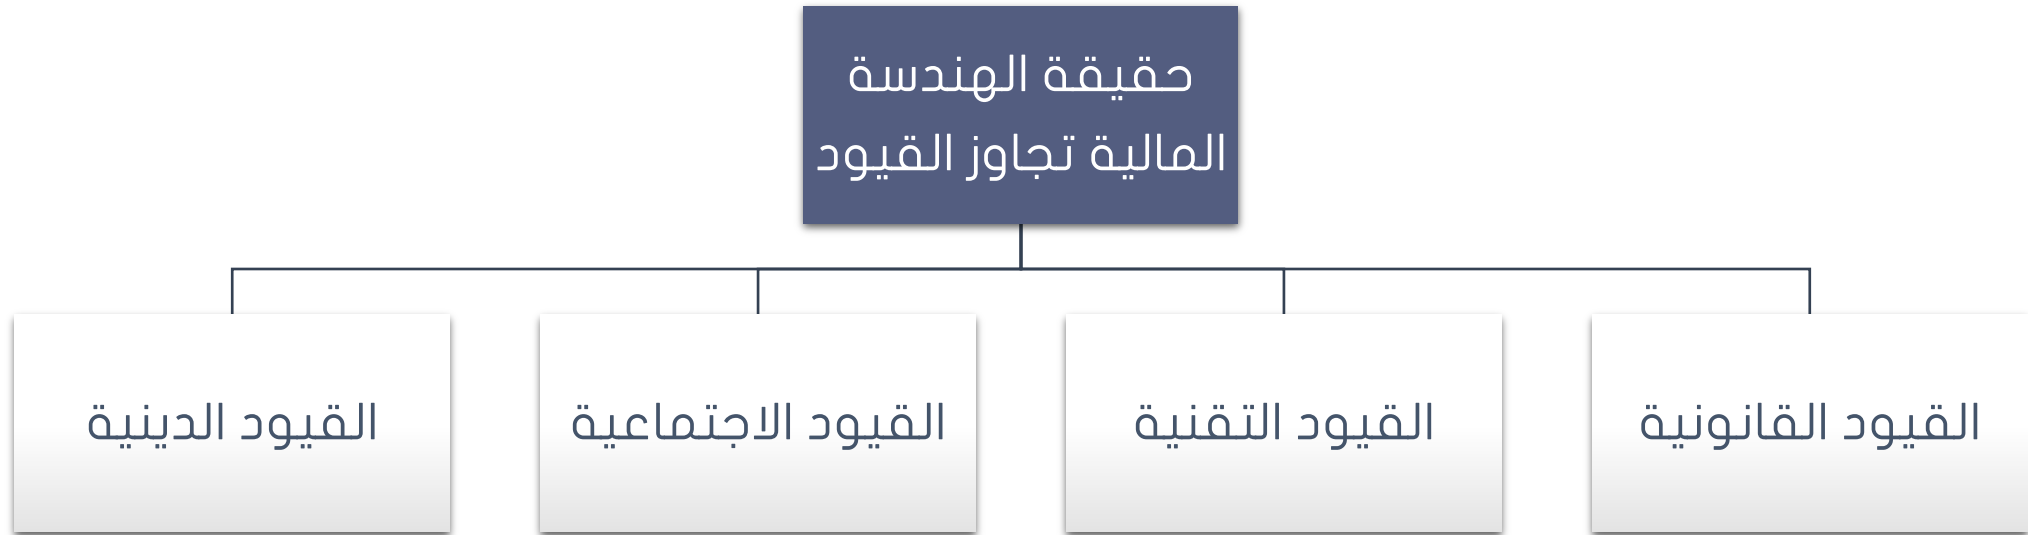 حقيقة الهندسة
المالية تجاوز القيود
القيود القانونية
القيود التقنية
القيود الاجتماعية
القيود الدينية